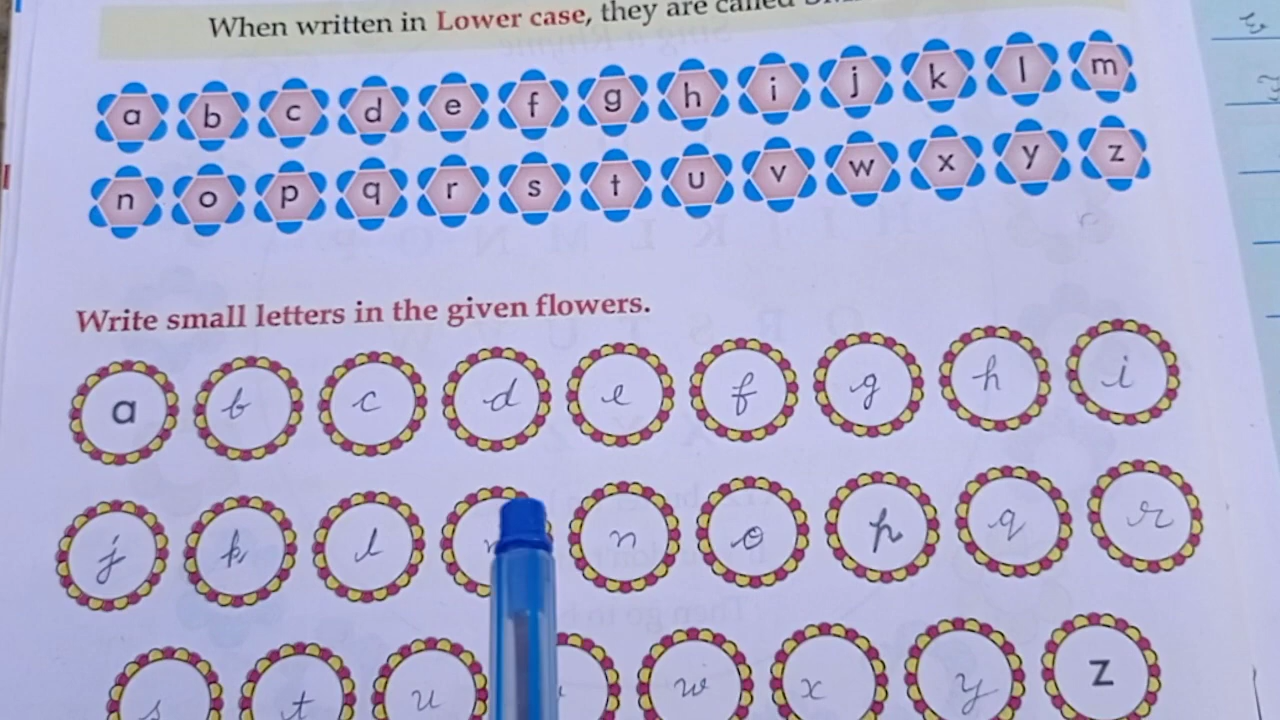 When written in Lower case, they are called
a b c d e f g h i j k l m
n o p q r s t u v w x y z
Write small letters in the given flowers.
a b c d e f g h i
j k l n o p q r
s t u w x y z